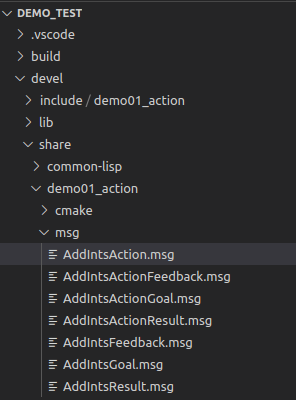 DEMO_TEST
.vscode
build
devel
include / demo01_action
lib
share
common-lisp
demo01_action
cmake
msg
AddIntsAction.msg
AddIntsActionFeedback.msg
AddIntsActionGoal.msg
AddIntsActionResult.msg
AddIntsFeedback.msg
AddIntsGoal.msg
AddIntsResult.msg